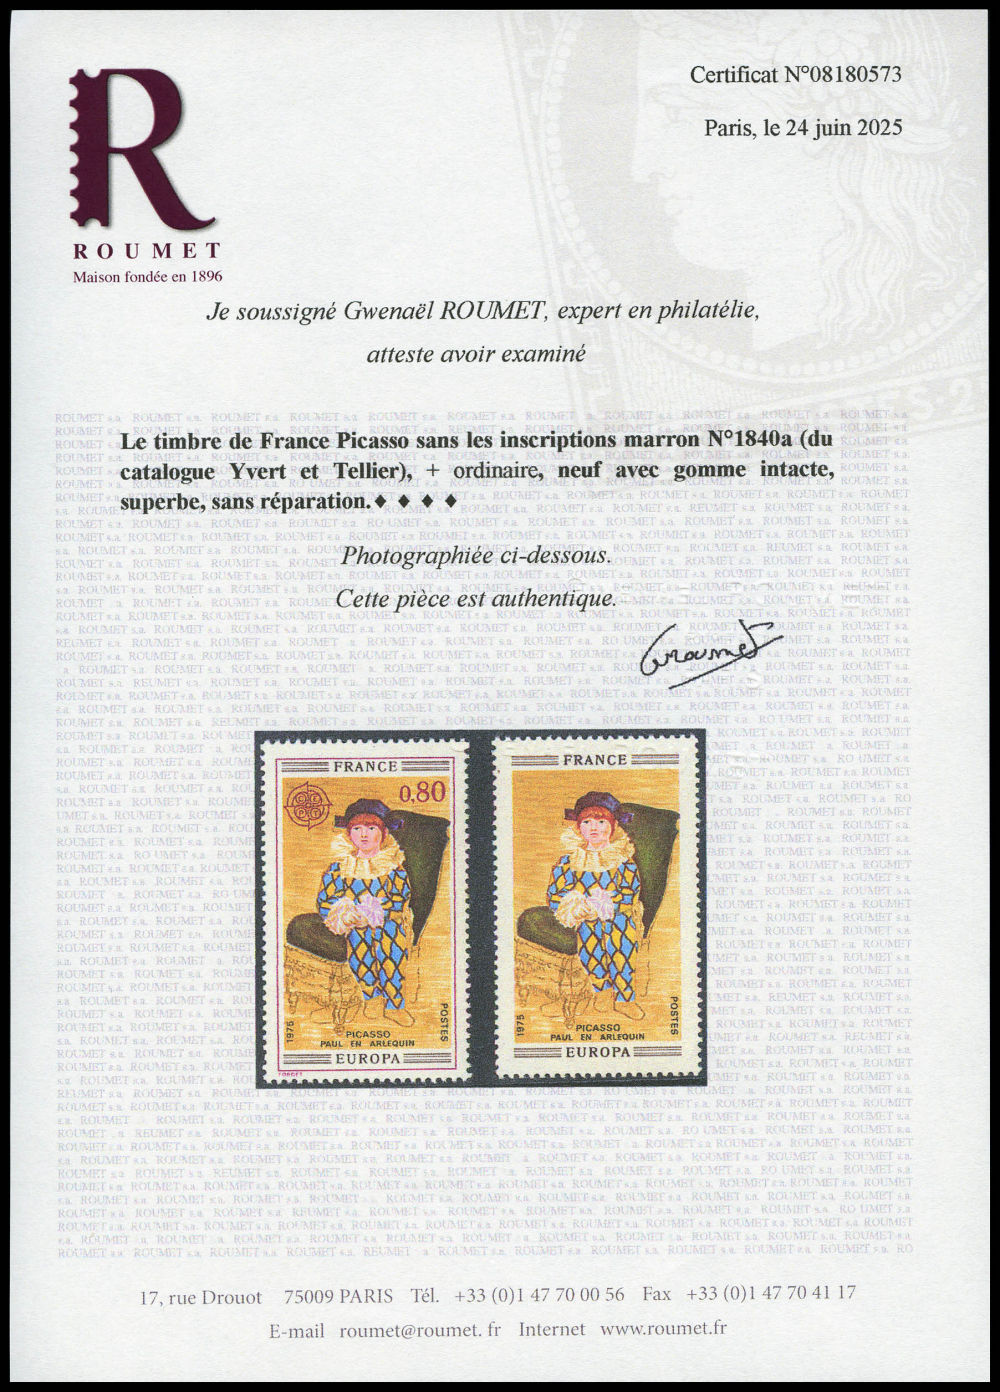 Certificat N°08180573
Paris, le 24 juin 2025
R
ROUMET
Maison fondée en 1896
Je soussigné Gwenaël ROUMET, expert en philatélie,
atteste avoir examiné
Le timbre de France Picasso sans les inscriptions marron N°1840a (du
catalogue Yvert et Tellier), + ordinaire, neuf avec gomme intacte,
superbe, sans réparation.♦ ♦ ♦ ♦
Photographiée ci-dessous.
Cette pièce est authentique.
Groumet
FRANCE
0,80
1975
POSTES
PICASSO
PAUL EN ARLEQUIN
EUROPA
FORGET
FRANCE
1975
POSTES
PICASSO
PAUL EN ARLEQUIN
EUROPA
17, rue Drouot 75009 PARIS Tél. +33 (0)1 47 70 00 56 Fax +33 (0)1 47 70 41 17
E-mail roumet@roumet. fr Internet www.roumet.fr